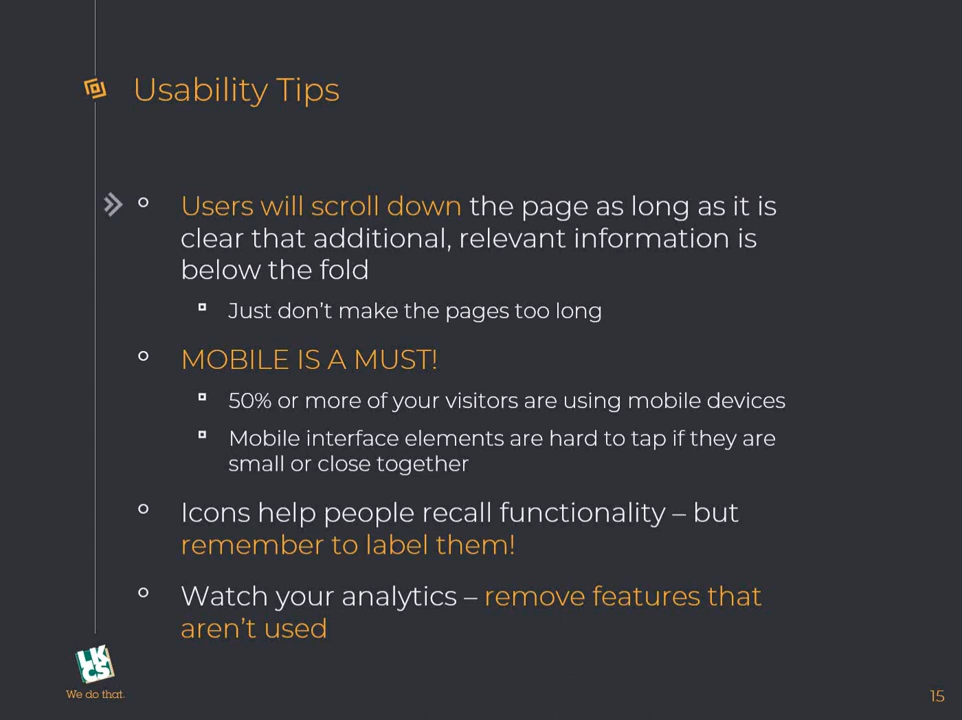 Usability Tips
Users will scroll down the page as long as it is
clear that additional, relevant information is
below the fold
Just don't make the pages too long
MOBILE IS A MUST!
50% or more of your visitors are using mobile devices
Mobile interface elements are hard to tap if they are
small or close together
Icons help people recall functionality – but
remember to label them!
Watch your analytics – remove features that
aren't used
LK
CS
We do that.
15